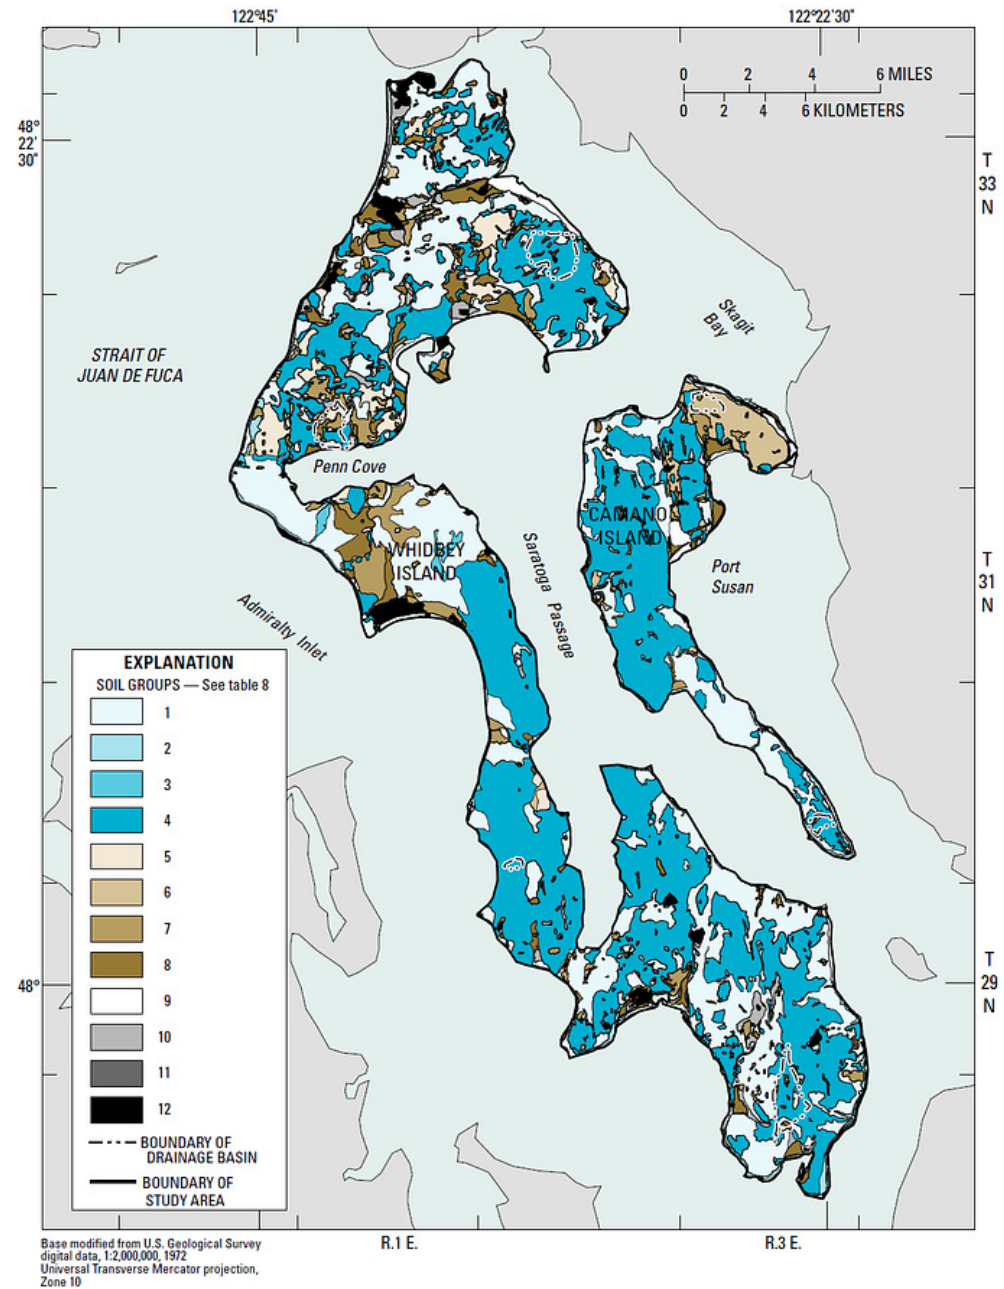 122°45'
122°22'30"
0 2 4 6 MILES
0 2 4 6 KILOMETERS
48°
22'
30"
T
33
N
Skagit
Bay
STRAIT OF
JUAN DE FUCA
Penn Cove
CAMANO
ISLAND
WHIDBEY
ISLAND
Saratoga Passage
Port
Susan
T
31
N
Admiralty Inlet
EXPLANATION
SOIL GROUPS — See table 8
1
2
3
4
5
6
7
8
9
10
11
12
BOUNDARY OF
DRAINAGE BASIN
BOUNDARY OF
STUDY AREA
48°
T
29
N
R.1 E.
R.3 E.
Base modified from U.S. Geological Survey
digital data, 1:2,000,000, 1972
Universal Transverse Mercator projection,
Zone 10